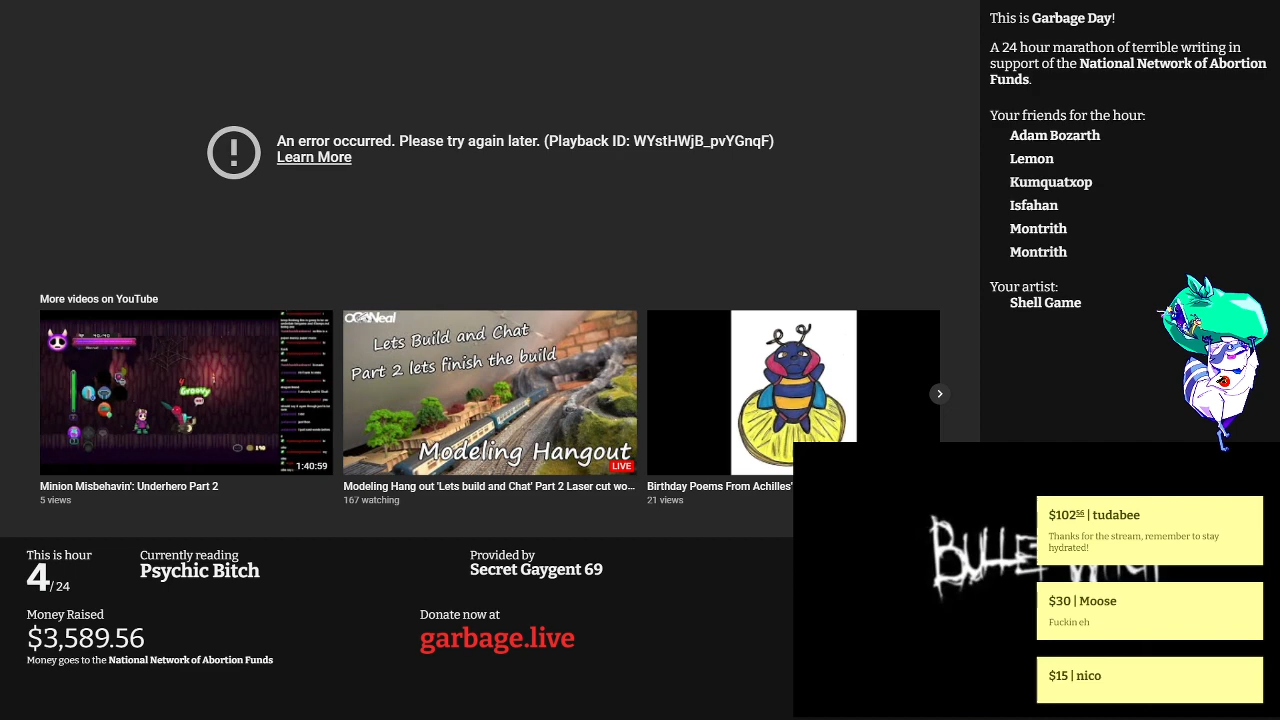 An error occurred. Please try again later. (Playback ID: WYstHWjB_pvYGnqF)
Learn More
More videos on YouTube
Groovy
1:40:59
Minion Misbehavin': Underhero Part 2
5 views
OCONeal
Lets Build and Chat
Part 2 lets finish the build
Modeling Hangout
LIVE
Modeling Hang out 'Lets build and Chat' Part 2 Laser cut wo...
167 watching
Birthday Poems From Achilles'
21 views
This is Garbage Day!
A 24 hour marathon of terrible writing in
support of the National Network of Abortion
Funds.
Your friends for the hour:
Adam Bozarth
Lemon
Kumquatxop
Isfahan
Montrith
Montrith
Your artist:
Shell Game
This is hour
4/24
Currently reading
Psychic Bitch
Provided by
Secret Gaygent 69
Money Raised
$3,589.56
Money goes to the National Network of Abortion Funds
Donate now at
garbage.live
$102.56 | tudabee
Thanks for the stream, remember to stay
hydrated!
$30 | Moose
Fuckin eh
$15 | nico